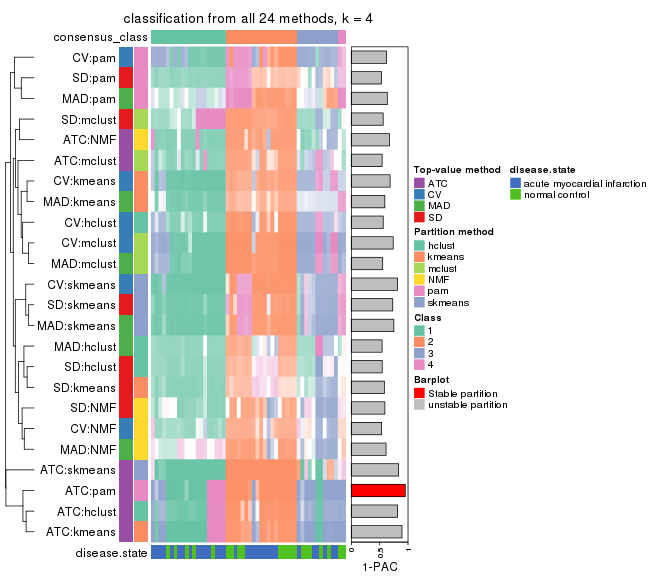 classification from all 24 methods, k = 4
consensus_class
CV:pam
SD:pam
MAD:pam
SD:mclust
ATC:NMF
ATC:mclust
CV:kmeans
MAD:kmeans
CV:hclust
CV:mclust
MAD:mclust
CV:skmeans
SD:skmeans
MAD:skmeans
MAD:hclust
SD:hclust
SD:kmeans
SD:NMF
CV:NMF
MAD:NMF
ATC:skmeans
ATC:pam
ATC:hclust
ATC:kmeans
disease.state
0
0.5
1
1-PAC
Top-value method
ATC
CV
MAD
SD
Partition method
hclust
kmeans
mclust
NMF
pam
skmeans
Class
1
2
3
4
Barplot
Stable partition
unstable partition
disease.state
acute myocardial infarction
normal control